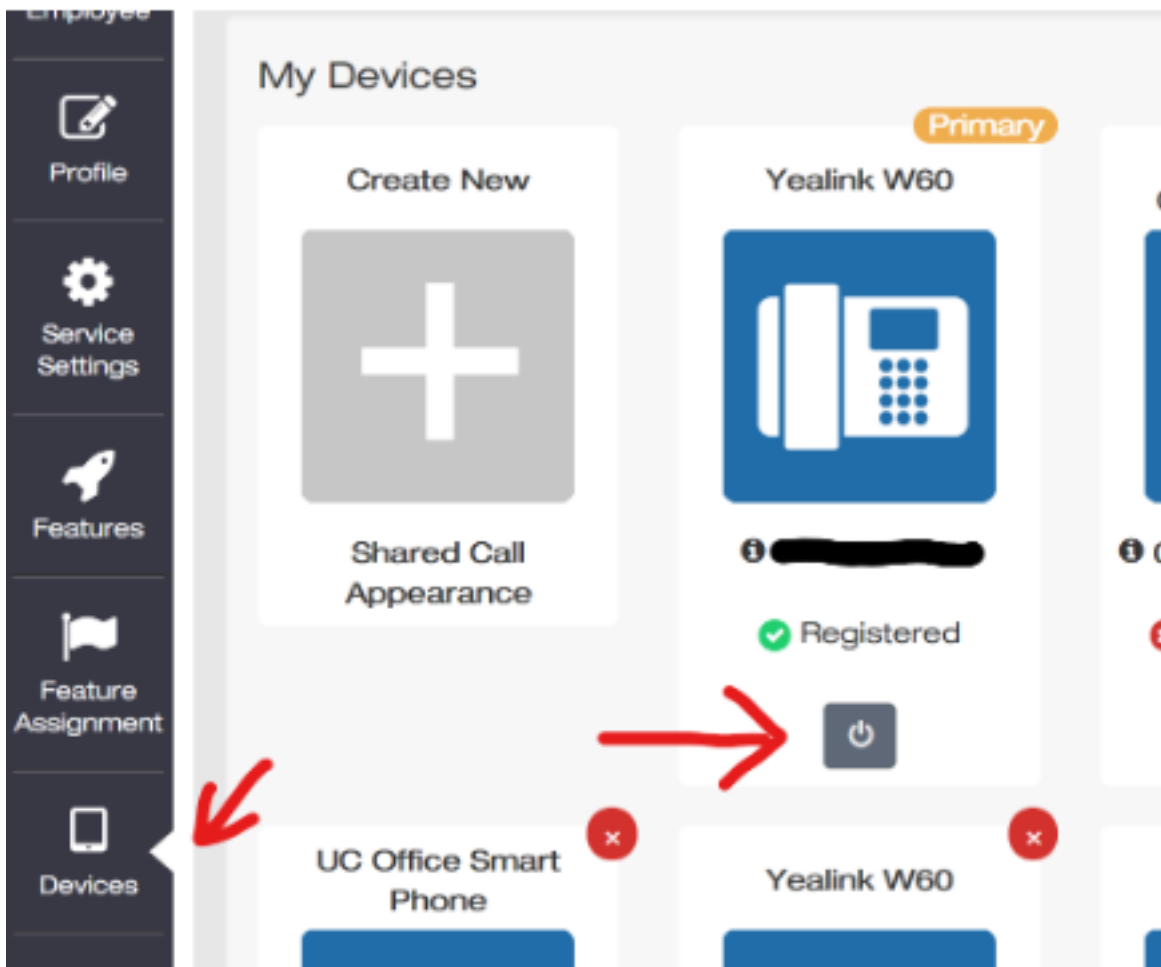 Employee
Profile
Service
Settings
Features
Feature
Assignment
Devices
My Devices
Create New
Shared Call
Appearance
Primary
Yealink W60
Registered
UC Office Smart
Phone
Yealink W60